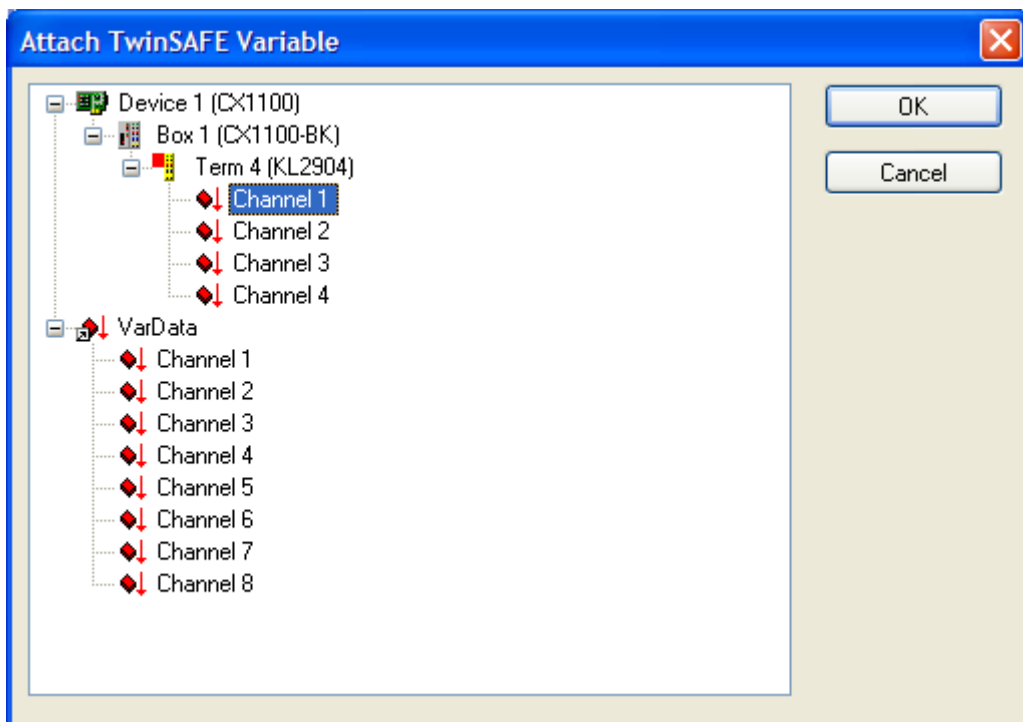 Attach TwinSAFE Variable
Device 1 (CX1100)
OK
Box 1 (CX1100-BK)
Term 4 (KL2904)
Cancel
Channel 1
Channel 2
Channel 3
Channel 4
VarData
Channel 1
Channel 2
Channel 3
Channel 4
Channel 5
Channel 6
Channel 7
Channel 8